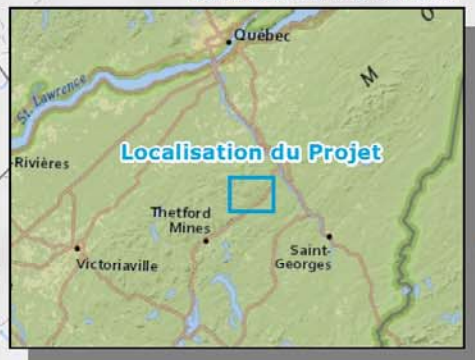 O
Québec
M
St. Lawrence
-Rivières
Localisation du Projet
Thetford
Mines
Saint-
Georges
Victoriaville